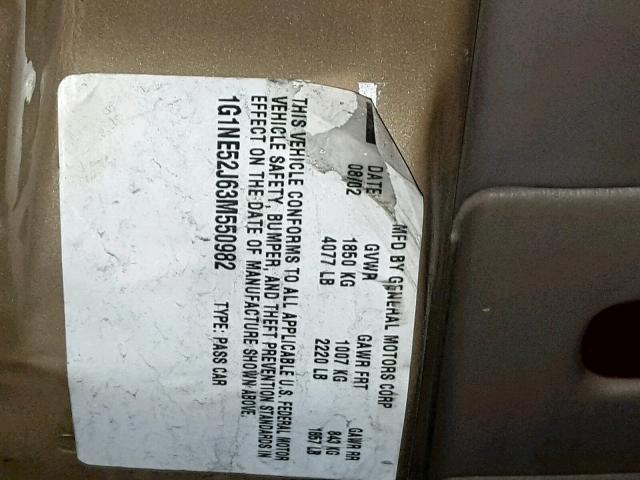 MFD BY GENERAL MOTORS CORP
DATE GVWR GAWR FRT GAWR RR
08/02 1850 KG 1007 KG 843 KG
4077 LB 2220 LB 1857 LB
THIS VEHICLE CONFORMS TO ALL APPLICABLE U.S. FEDERAL MOTOR
VEHICLE SAFETY, BUMPER, AND THEFT PREVENTION STANDARDS IN
EFFECT ON THE DATE OF MANUFACTURE SHOWN ABOVE.
1G1NE52J63M550982 TYPE: PASS CAR